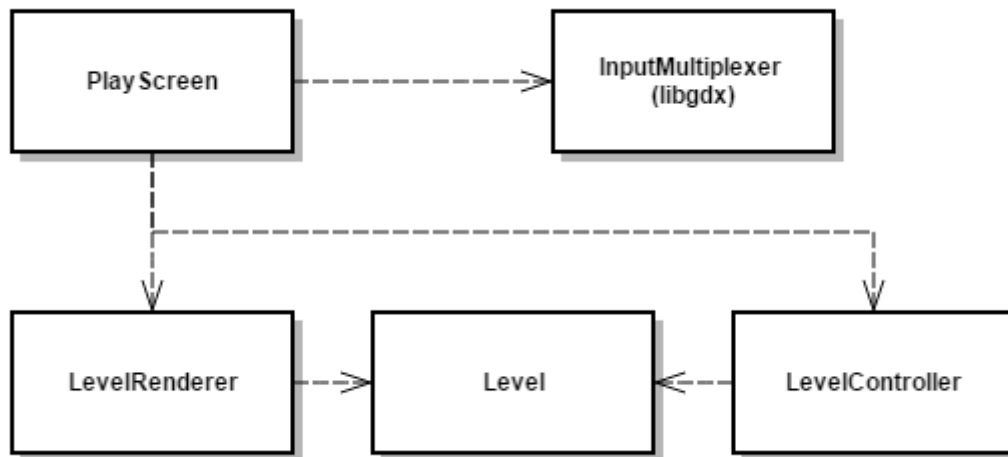 PlayScreen
InputMultiplexer
(libgdx)
LevelRenderer
Level
LevelController